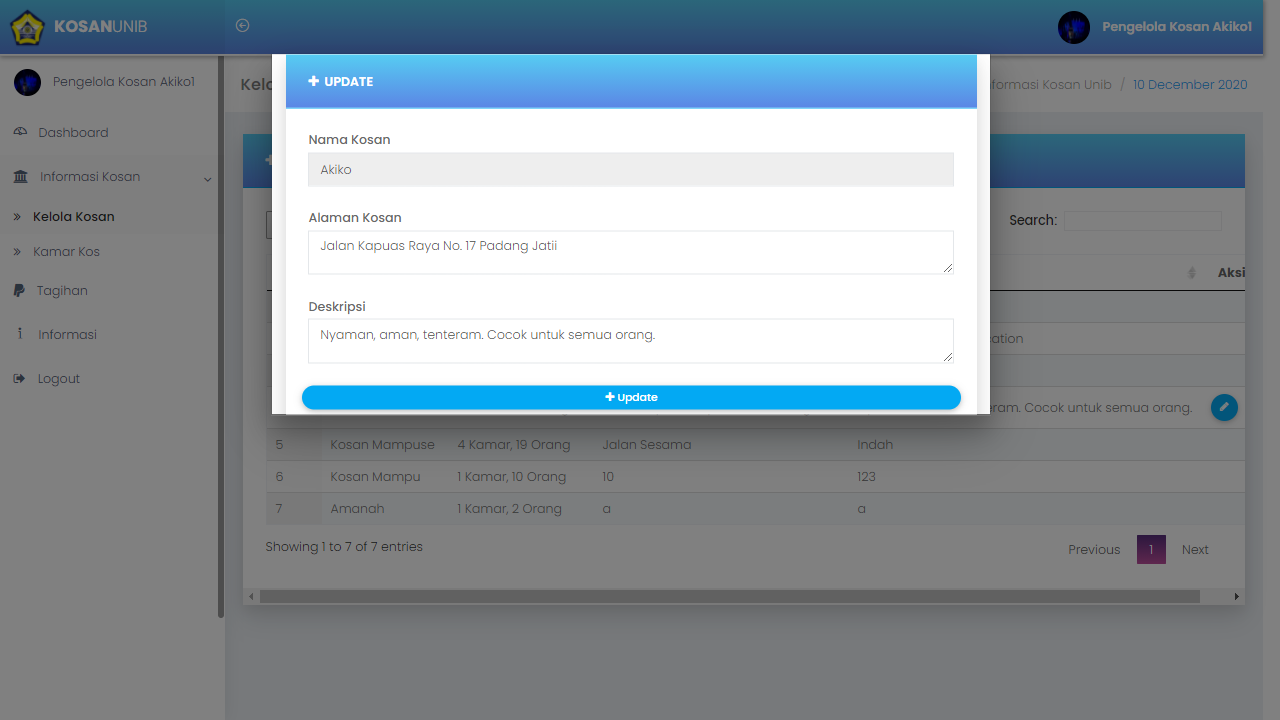 KOSANUNIB
Pengelola Kosan Akiko1
Pengelola Kosan Akiko1
Dashboard
Informasi Kosan
Kelola Kosan
Kamar Kos
Tagihan
Informasi
Logout
Kelo
formasi Kosan Unib / 10 December 2020
UPDATE
Nama Kosan
Akiko
Alaman Kosan
Jalan Kapuas Raya No. 17 Padang Jatii
Deskripsi
Nyaman, aman, tenteram. Cocok untuk semua orang.
Update
Search:
Aksi
ation
eram. Cocok untuk semua orang.
5 Kosan Mampuse 4 Kamar, 19 Orang Jalan Sesama Indah
6 Kosan Mampu 1 Kamar, 10 Orang 10 123
7 Amanah 1 Kamar, 2 Orang a a
Showing 1 to 7 of 7 entries
Previous 1 Next